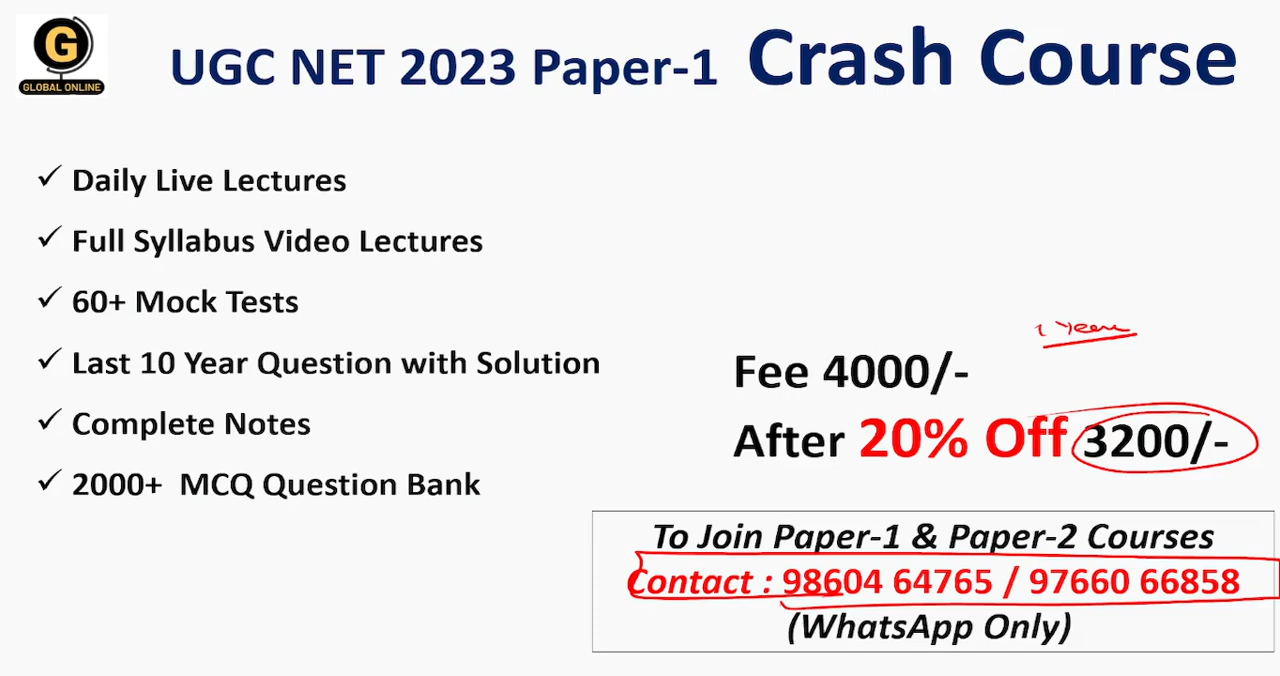 G
GLOBAL ONLINE
UGC NET 2023 Paper-1 Crash Course
✓ Daily Live Lectures
✓ Full Syllabus Video Lectures
✓ 60+ Mock Tests
✓ Last 10 Year Question with Solution
✓ Complete Notes
✓ 2000+ MCQ Question Bank
1 Year
Fee 4000/-
After 20% Off 3200/-
To Join Paper-1 & Paper-2 Courses
Contact : 98604 64765 / 97660 66858
(WhatsApp Only)